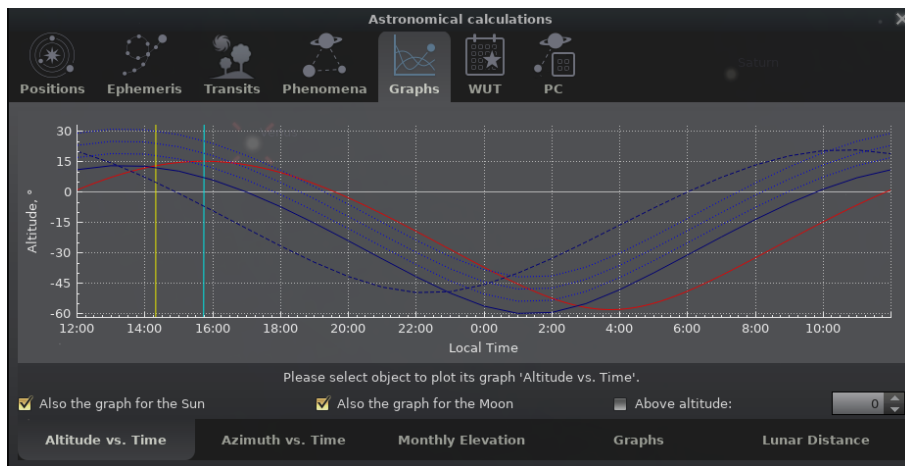 Astronomical calculations
Saturn
Positions Ephemeris Transits Phenomena Graphs WUT PC
30
15
0
-15
-30
-45
-60
Altitude, °
12:00 14:00 16:00 18:00 20:00 22:00 0:00 2:00 4:00 6:00 8:00 10:00
Local Time
Please select object to plot its graph 'Altitude vs. Time'.
Also the graph for the Sun Also the graph for the Moon Above altitude: 0
Altitude vs. Time Azimuth vs. Time Monthly Elevation Graphs Lunar Distance